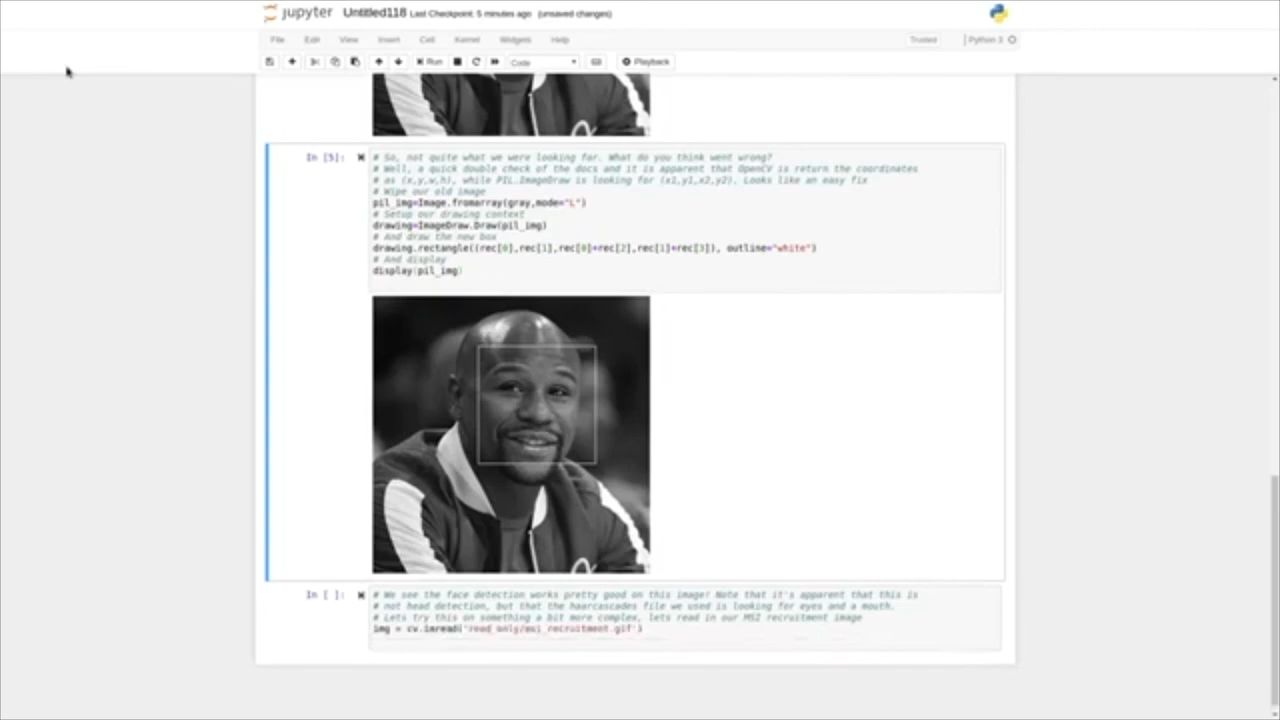 jupyter Untitled118 Last Checkpoint: 5 minutes ago (unsaved changes)
File Edit View Insert Cell Kernel Widgets Help Trusted Python 3
Run Code Playback
In [5]:
# So, not quite what we were looking for. What do you think went wrong?
# Well, a quick double check of the docs and it is apparent that OpenCV is return the coordinates
# as (x,y,w,h), while PIL.ImageDraw is looking for (x1,y1,x2,y2). Looks like an easy fix
# Wipe our old image
pil_img=Image.fromarray(gray,mode="L")
# Setup our drawing context
drawing=ImageDraw.Draw(pil_img)
# And draw the new box
drawing.rectangle((rec[0],rec[1],rec[0]+rec[2],rec[1]+rec[3]), outline="white")
# And display
display(pil_img)
In [ ]:
# We see the face detection works pretty good on this image! Note that it's apparent that this is
# not head detection, but that the haarcascades file we used is looking for eyes and a mouth.
# Lets try this on something a bit more complex, lets read in our MSI recruitment image
img = cv.imread('read_only/msi_recruitment.gif')